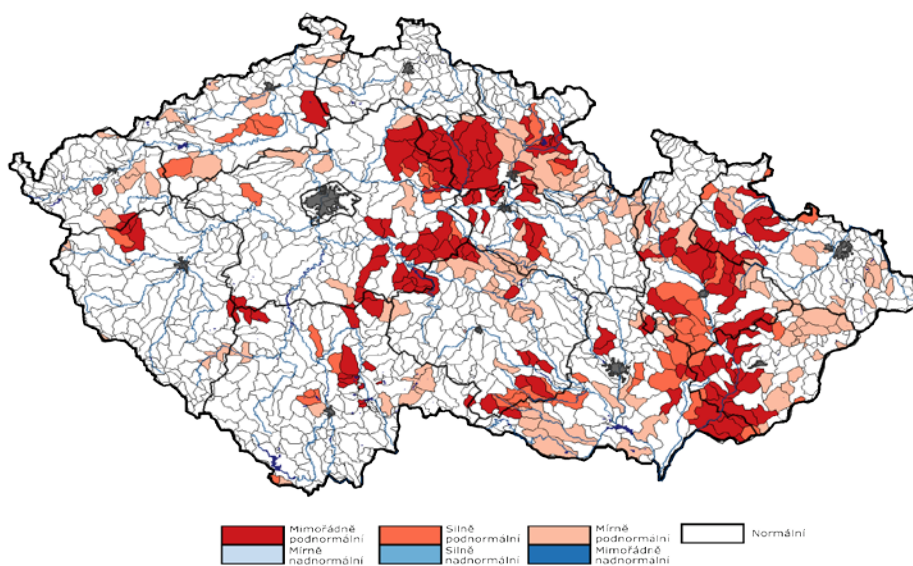 Mimořádně
podnormální
Silně
podnormální
Mírně
podnormální
Normální
Mírně
nadnormální
Silně
nadnormální
Mimořádně
nadnormální